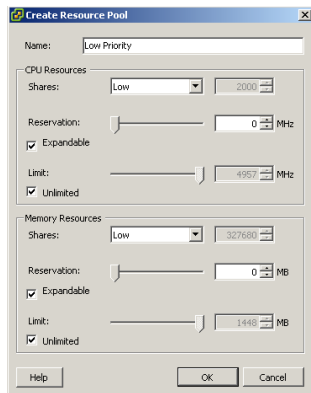 Create Resource Pool
Name: Low Priority
CPU Resources
Shares: Low 2000
Reservation: 0 MHz
Expandable
Limit: 4957 MHz
Unlimited
Memory Resources
Shares: Low 327680
Reservation: 0 MB
Expandable
Limit: 1448 MB
Unlimited
Help OK Cancel